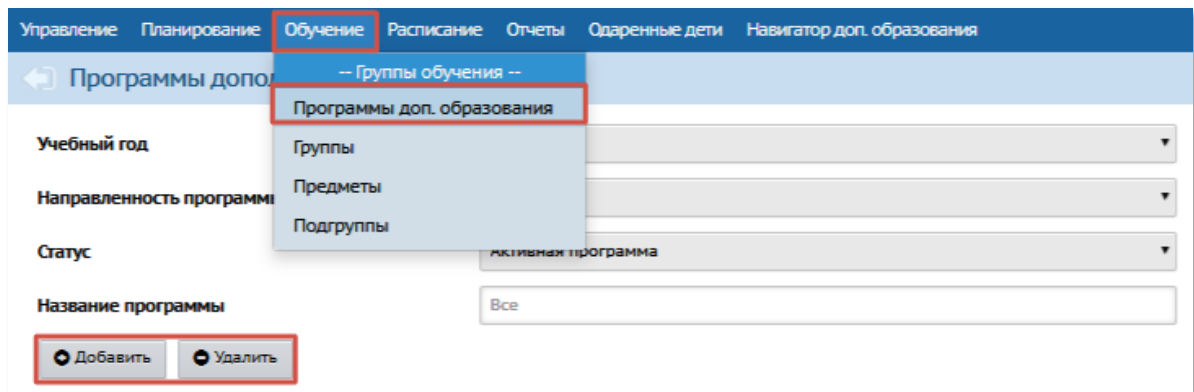 Управление Планирование Обучение Расписание Отчеты Одаренные дети Навигатор доп. образования
Программы допол
-- Группы обучения --
Программы доп. образования
Группы
Предметы
Подгруппы
Учебный год
Направленность программы
Статус
Активная программа
Название программы
Все
Добавить Удалить